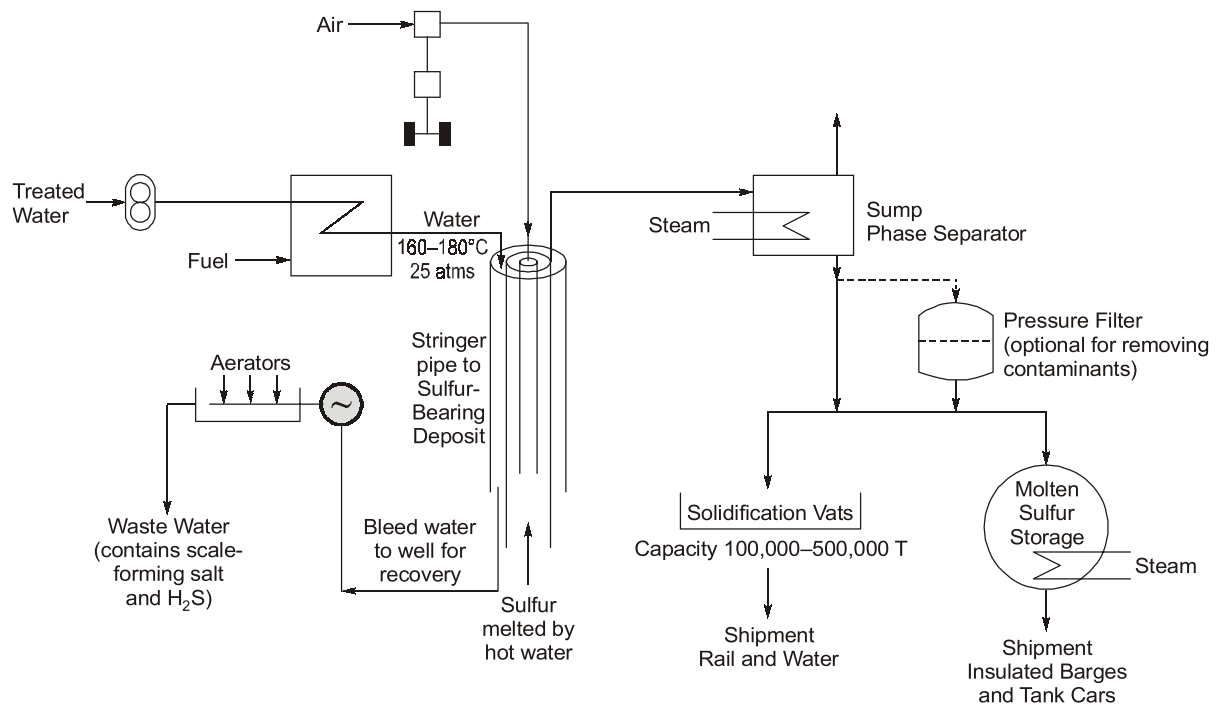 Air
Treated
Water
Fuel
Water
160–180°C
25 atms
Steam
Sump
Phase Separator
Stringer
pipe to
Sulfur-
Bearing
Deposit
Pressure Filter
(optional for removing
contaminants)
Aerators
~
Waste Water
(contains scale-
forming salt
and H₂S)
Bleed water
to well for
recovery
Sulfur
melted by
hot water
Solidification Vats
Capacity 100,000–500,000 T
Shipment
Rail and Water
Molten
Sulfur
Storage
Steam
Shipment
Insulated Barges
and Tank Cars